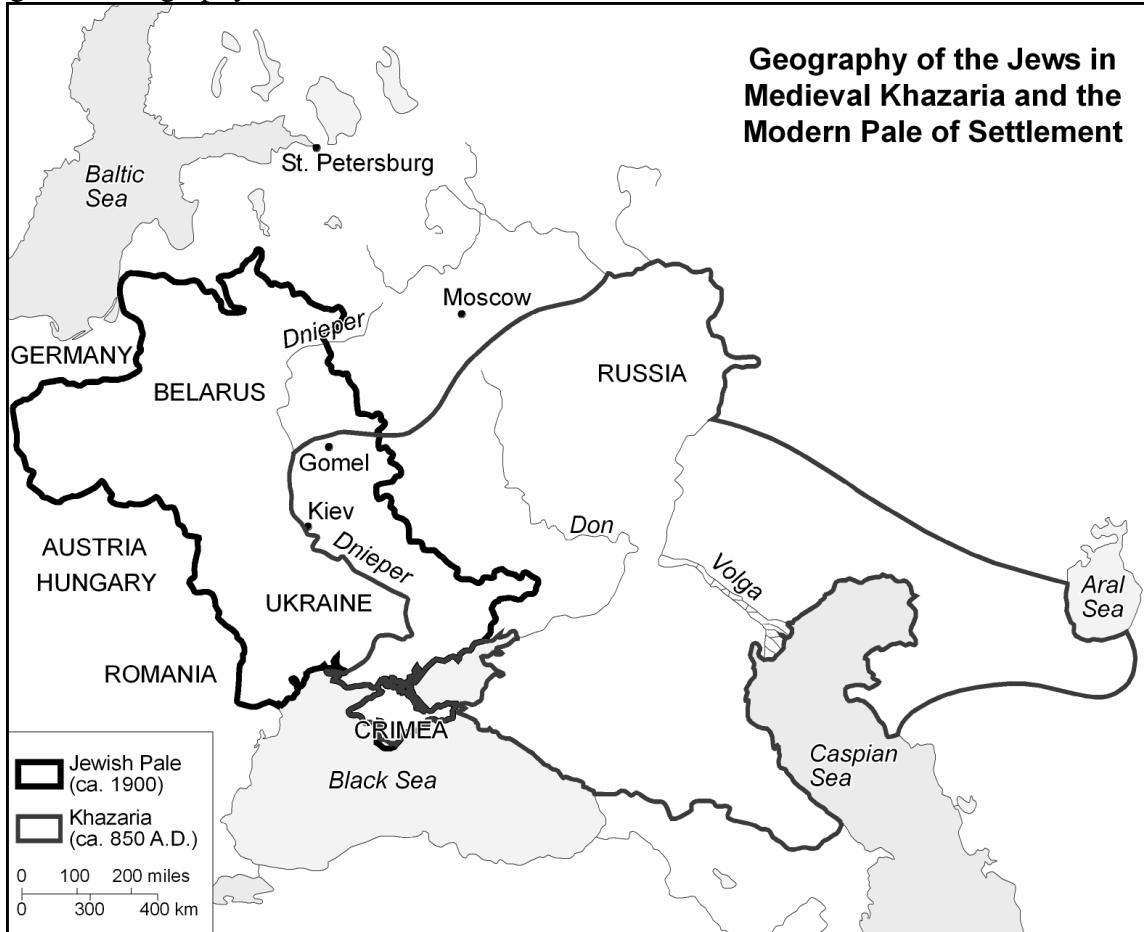 Geography of the Jews in
Medieval Khazaria and the
Modern Pale of Settlement
St. Petersburg
Baltic
Sea
Moscow
Dnieper
GERMANY
BELARUS
RUSSIA
Gomel
Kiev
Don
Dnieper
AUSTRIA
HUNGARY
Volga
Aral
Sea
UKRAINE
ROMANIA
CRIMEA
Caspian
Sea
Black Sea
Jewish Pale
(ca. 1900)
Khazaria
(ca. 850 A.D.)
0 100 200 miles
0 300 400 km